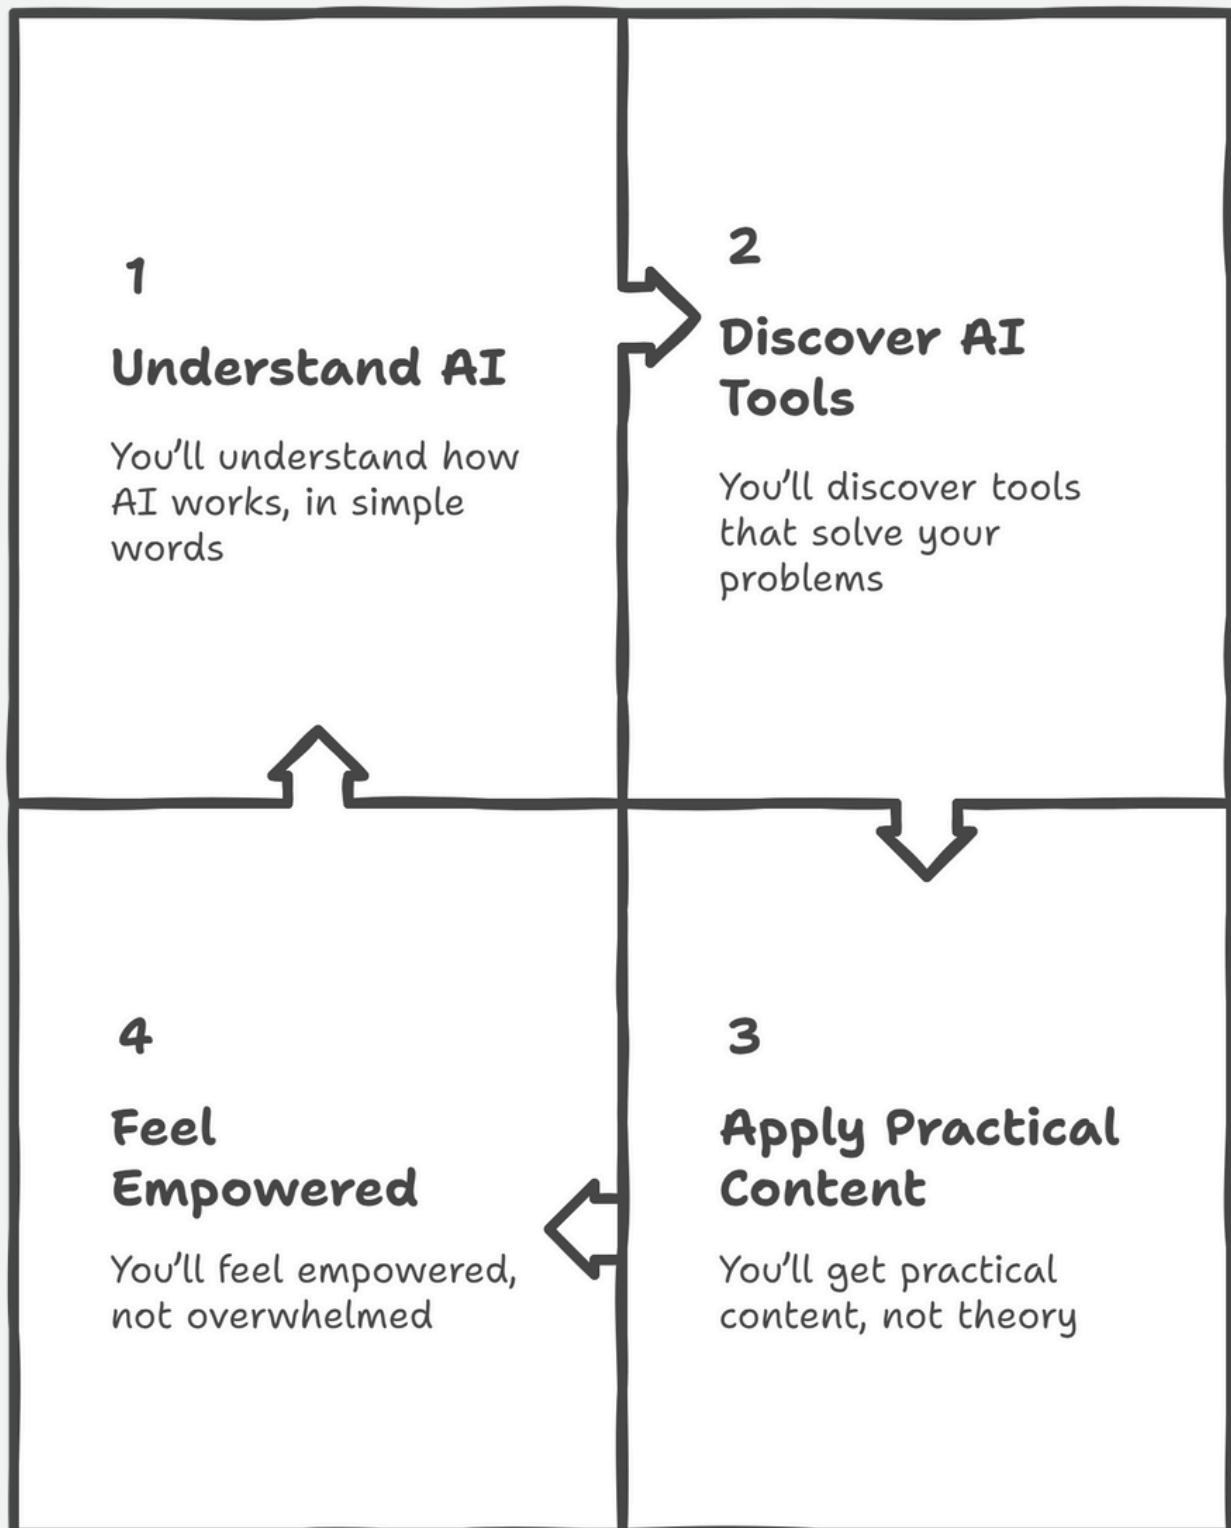 1
Understand AI
You'll understand how
AI works, in simple
words
2
Discover AI
Tools
You'll discover tools
that solve your
problems
3
Apply Practical
Content
You'll get practical
content, not theory
4
Feel
Empowered
You'll feel empowered,
not overwhelmed